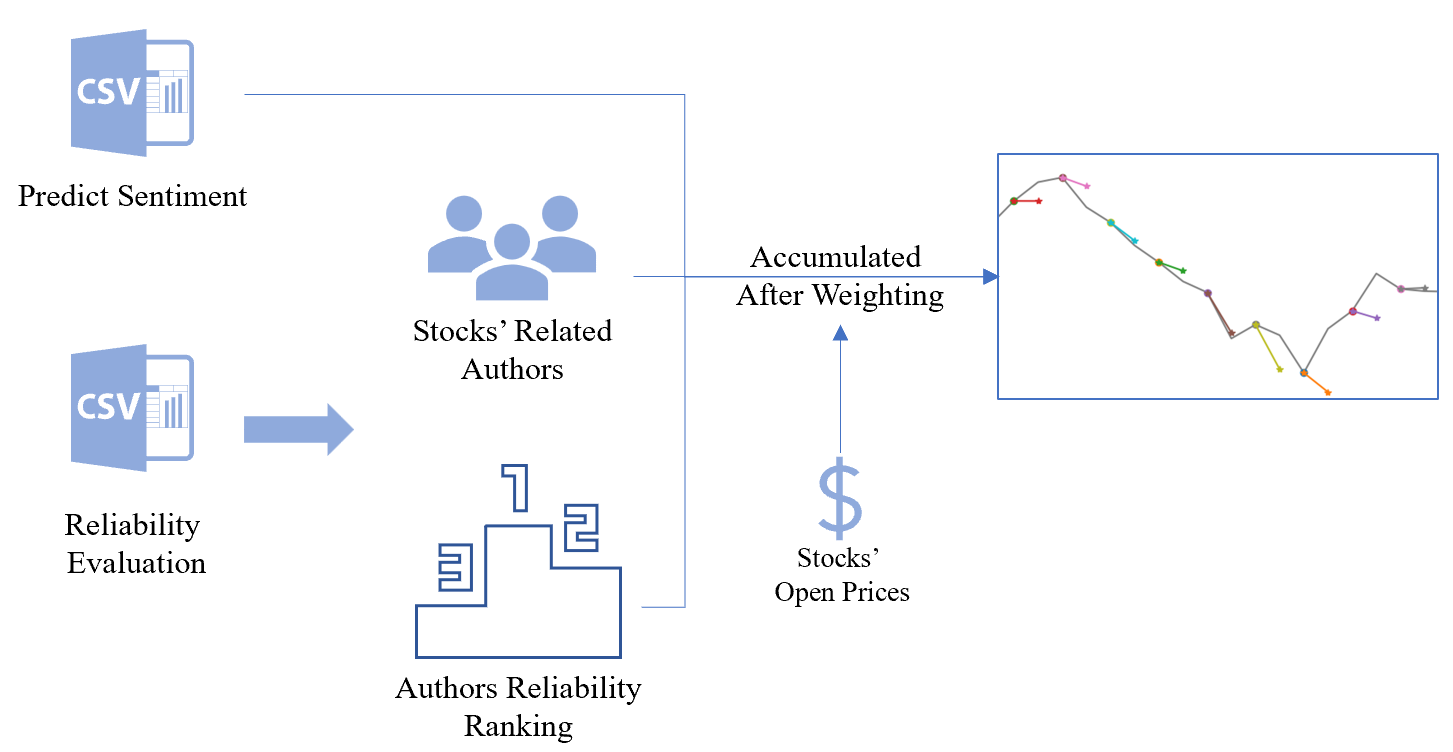 CSV
Predict Sentiment
Stocks’ Related
Authors
Accumulated
After Weighting
CSV
Reliability
Evaluation
1
2
3
Authors Reliability
Ranking
Stocks’
Open Prices